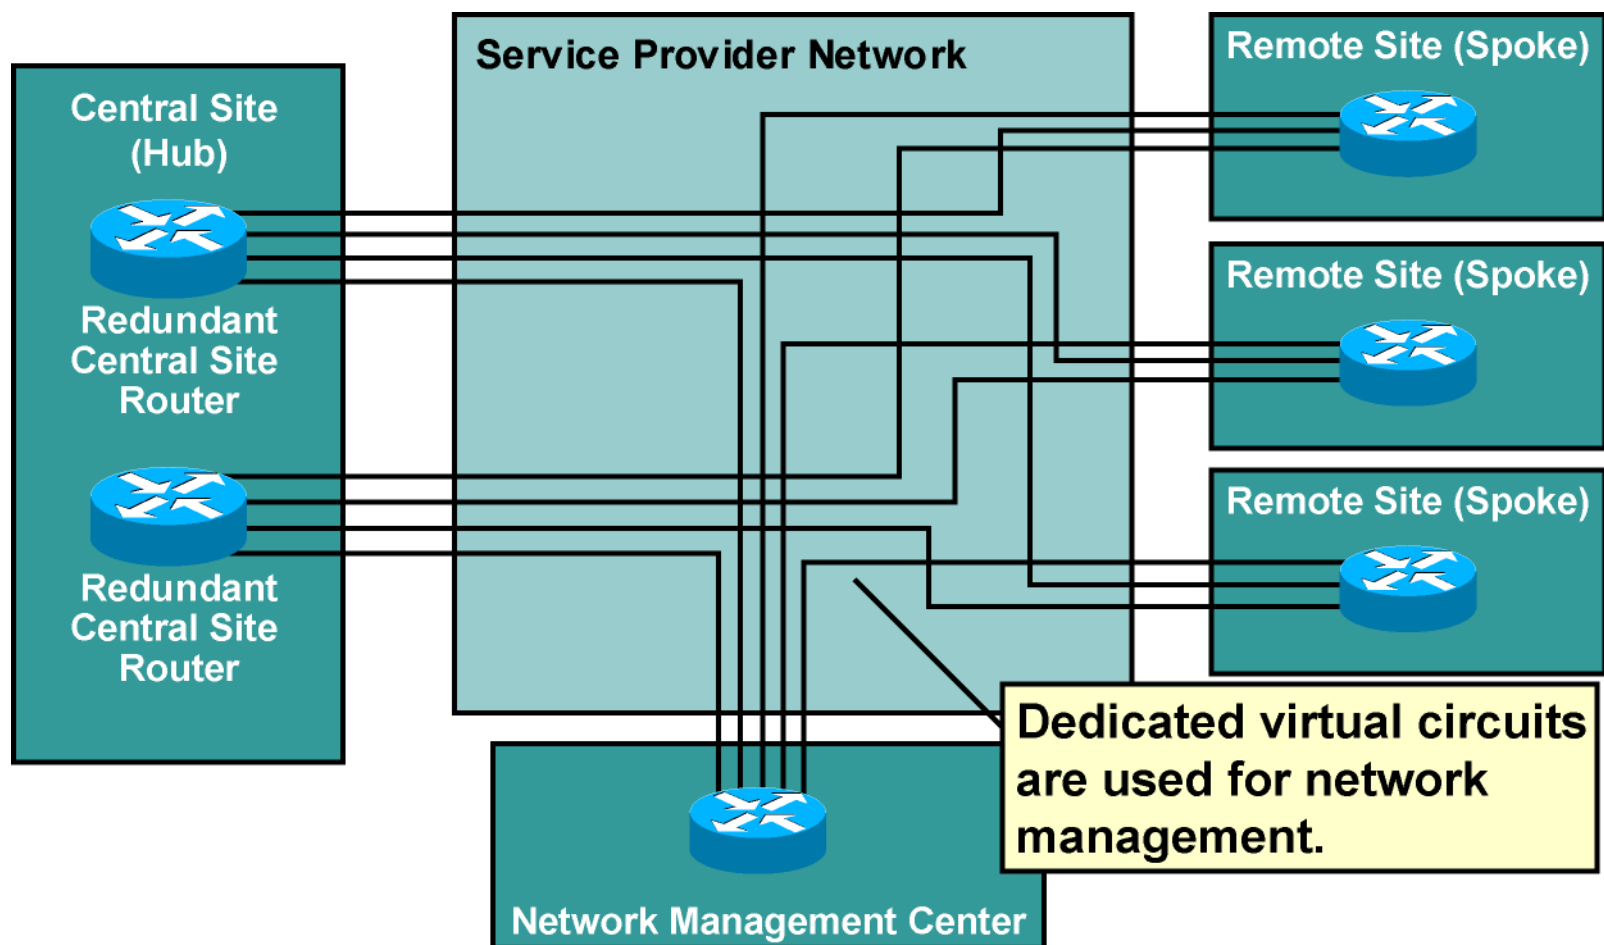 Service Provider Network
Central Site
(Hub)
Redundant
Central Site
Router
Redundant
Central Site
Router
Remote Site (Spoke)
Remote Site (Spoke)
Remote Site (Spoke)
Dedicated virtual circuits
are used for network
management.
Network Management Center